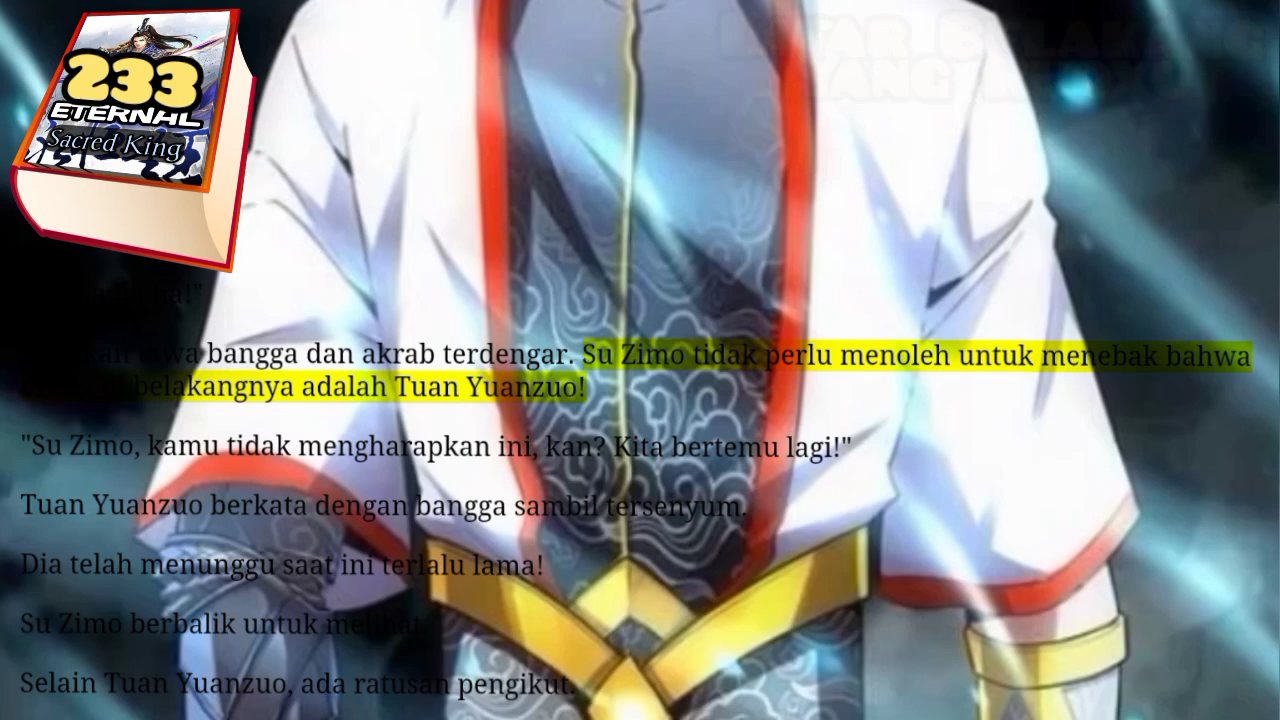 233
ETERNAL
Sacred King
bangga dan akrab terdengar. Su Zimo tidak perlu menoleh untuk menebak bahwa
belakangnya adalah Tuan Yuanzuo!
"Su Zimo, kamu tidak mengharapkan ini, kan? Kita bertemu lagi!"
Tuan Yuanzuo berkata dengan bangga sambil tersenyum.
Dia telah menunggu saat ini terlalu lama!
Su Zimo berbalik untuk melihat.
Selain Tuan Yuanzuo, ada ratusan pengikut.